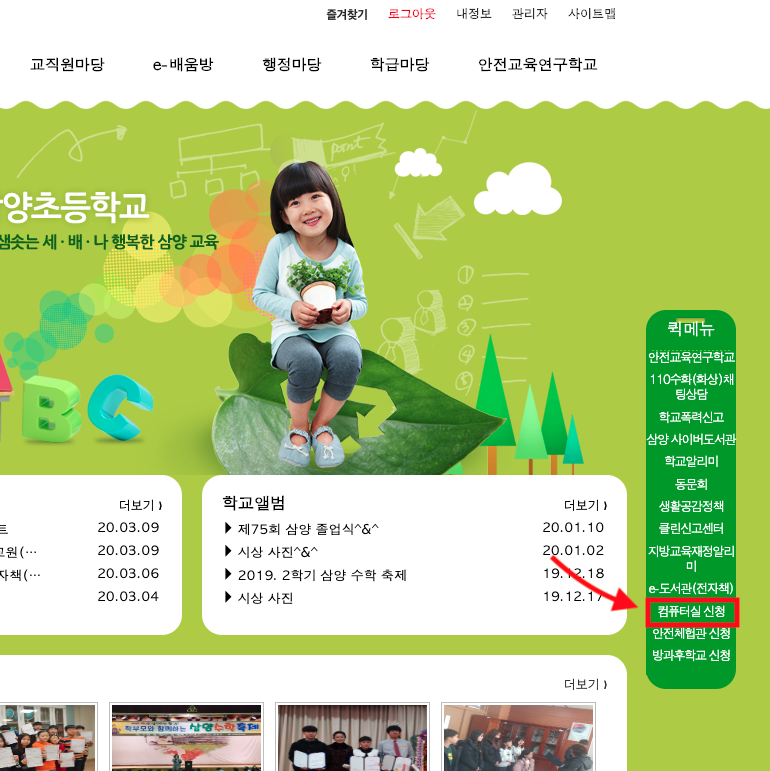 즐겨찾기 로그아웃 내정보 관리자 사이트맵
교직원마당 e-배움방 행정마당 학급마당 안전교육연구학교
point
양초등학교
샘솟는 세·배·나 행복한 삼양 교육
A B C
퀵메뉴
안전교육연구학교
110수화(화상)채
팅상담
학교폭력신고
삼양 사이버도서관
학교알리미
동문회
생활공감정책
클린신고센터
지방교육재정알리
미
e-도서관(전자책)
컴퓨터실 신청
안전체험관 신청
방과후학교 신청
더보기 ⟩
트 20.03.09
교원(··· 20.03.09
자책(··· 20.03.06
20.03.04
학교앨범 더보기 ⟩
제75회 삼양 졸업식^&^ 20.01.10
시상 사진^&^ 20.01.02
2019. 2학기 삼양 수학 축제 19.12.18
시상 사진 19.12.17
더보기 ⟩
학부모와 함께하는 삼양수학축제